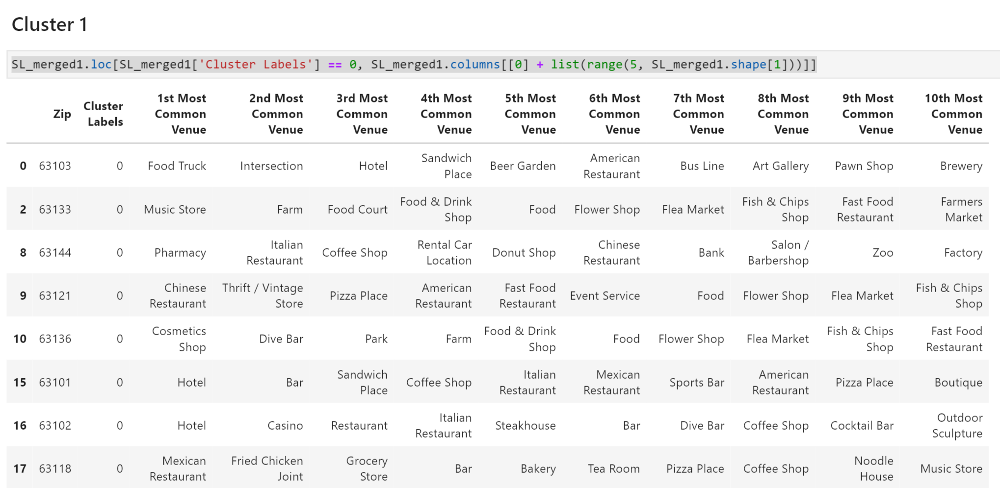 Cluster 1
SL_merged1.loc[SL_merged1['Cluster Labels'] == 0, SL_merged1.columns[[0] + list(range(5, SL_merged1.shape[1]))]]
Zip Cluster Labels 1st Most Common Venue 2nd Most Common Venue 3rd Most Common Venue 4th Most Common Venue 5th Most Common Venue 6th Most Common Venue 7th Most Common Venue 8th Most Common Venue 9th Most Common Venue 10th Most Common Venue
0 63103 0 Food Truck Intersection Hotel Sandwich Place Beer Garden American Restaurant Bus Line Art Gallery Pawn Shop Brewery
2 63133 0 Music Store Farm Food Court Food & Drink Shop Food Flower Shop Flea Market Fish & Chips Shop Fast Food Restaurant Farmers Market
8 63144 0 Pharmacy Italian Restaurant Coffee Shop Rental Car Location Donut Shop Chinese Restaurant Bank Salon / Barbershop Zoo Factory
9 63121 0 Chinese Restaurant Thrift / Vintage Store Pizza Place American Restaurant Fast Food Restaurant Event Service Food Flower Shop Flea Market Fish & Chips Shop
10 63136 0 Cosmetics Shop Dive Bar Park Farm Food & Drink Shop Food Flower Shop Flea Market Fish & Chips Shop Fast Food Restaurant
15 63101 0 Hotel Bar Sandwich Place Coffee Shop Italian Restaurant Mexican Restaurant Sports Bar American Restaurant Pizza Place Boutique
16 63102 0 Hotel Casino Restaurant Italian Restaurant Steakhouse Bar Dive Bar Coffee Shop Cocktail Bar Outdoor Sculpture
17 63118 0 Mexican Restaurant Fried Chicken Joint Grocery Store Bar Bakery Tea Room Pizza Place Coffee Shop Noodle House Music Store